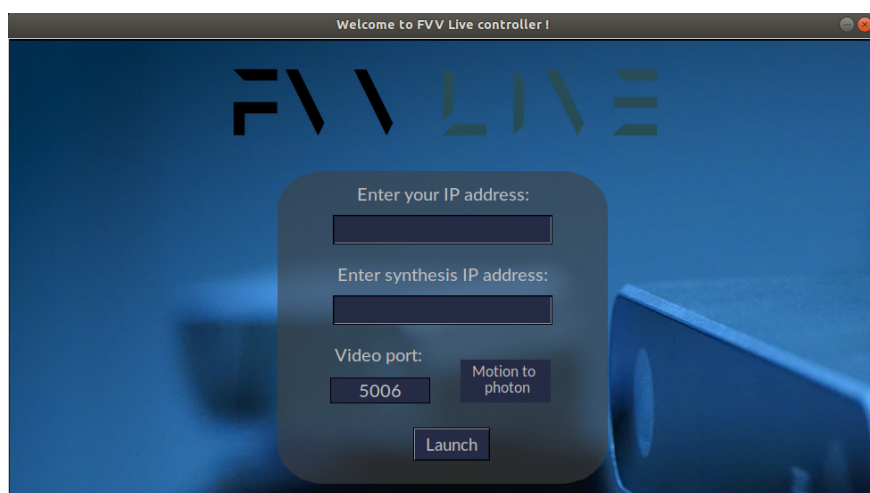 Welcome to FVV Live controller !
FVV LIVE
Enter your IP address:
Enter synthesis IP address:
Video port:
5006
Motion to
photon
Launch